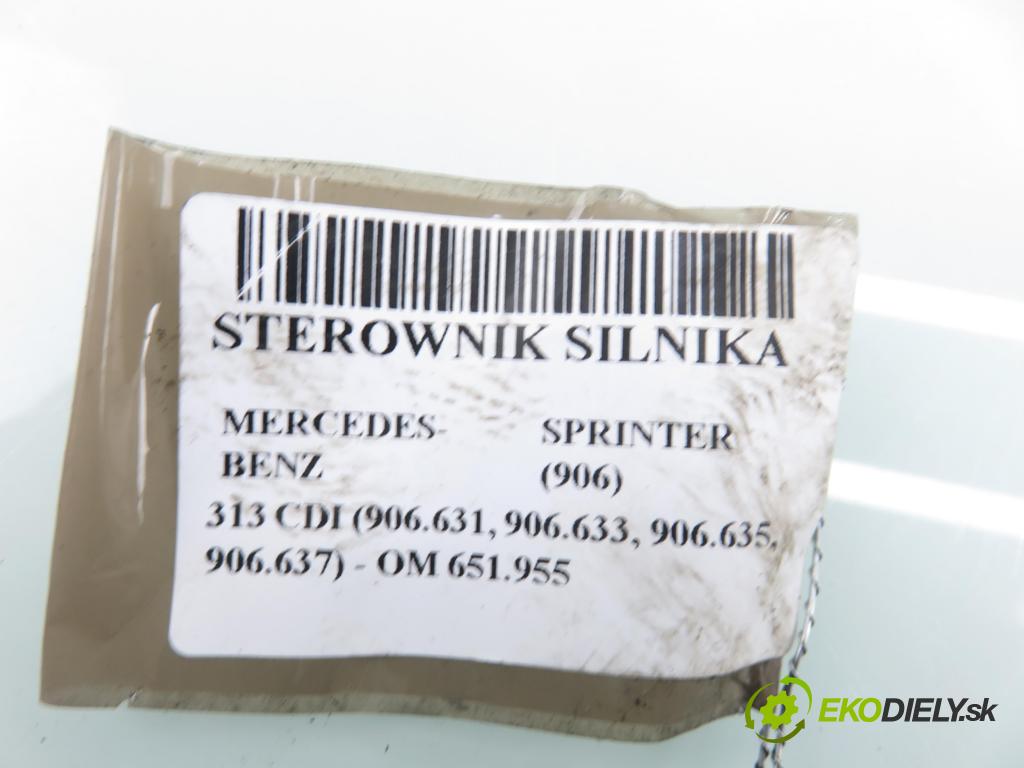 STEROWNIK SILNIKA
MERCEDES-
BENZ
SPRINTER
(906)
313 CDI (906.631, 906.633, 906.635,
906.637) - OM 651.955
EKODIELY.sk